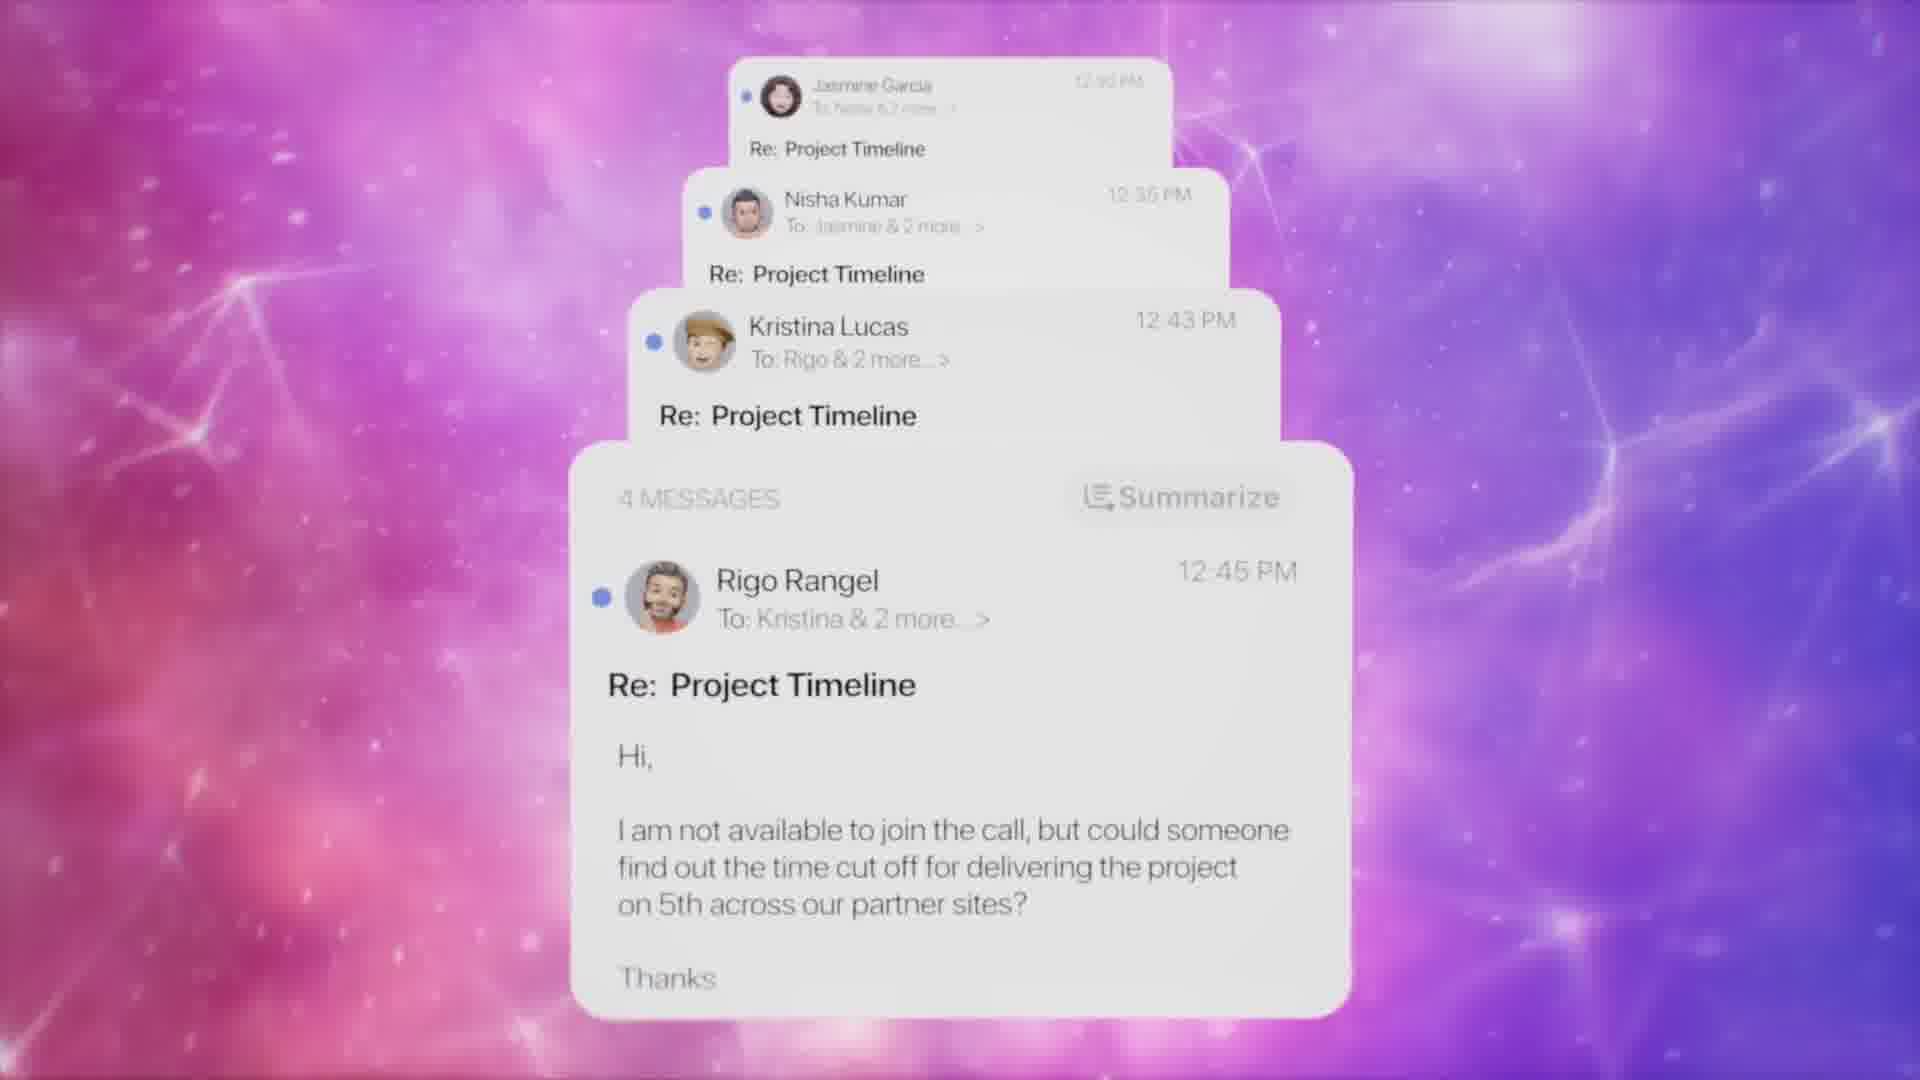 Jasmine Garcia
To: Nisha & 2 more...>
Re: Project Timeline
Nisha Kumar
12:35 PM
To: Jasmine & 2 more...>
Re: Project Timeline
Kristina Lucas
12:43 PM
To: Rigo & 2 more...>
Re: Project Timeline
4 MESSAGES
Summarize
Rigo Rangel
12:45 PM
To: Kristina & 2 more...>
Re: Project Timeline
Hi,
I am not available to join the call, but could someone
find out the time cut off for delivering the project
on 5th across our partner sites?
Thanks